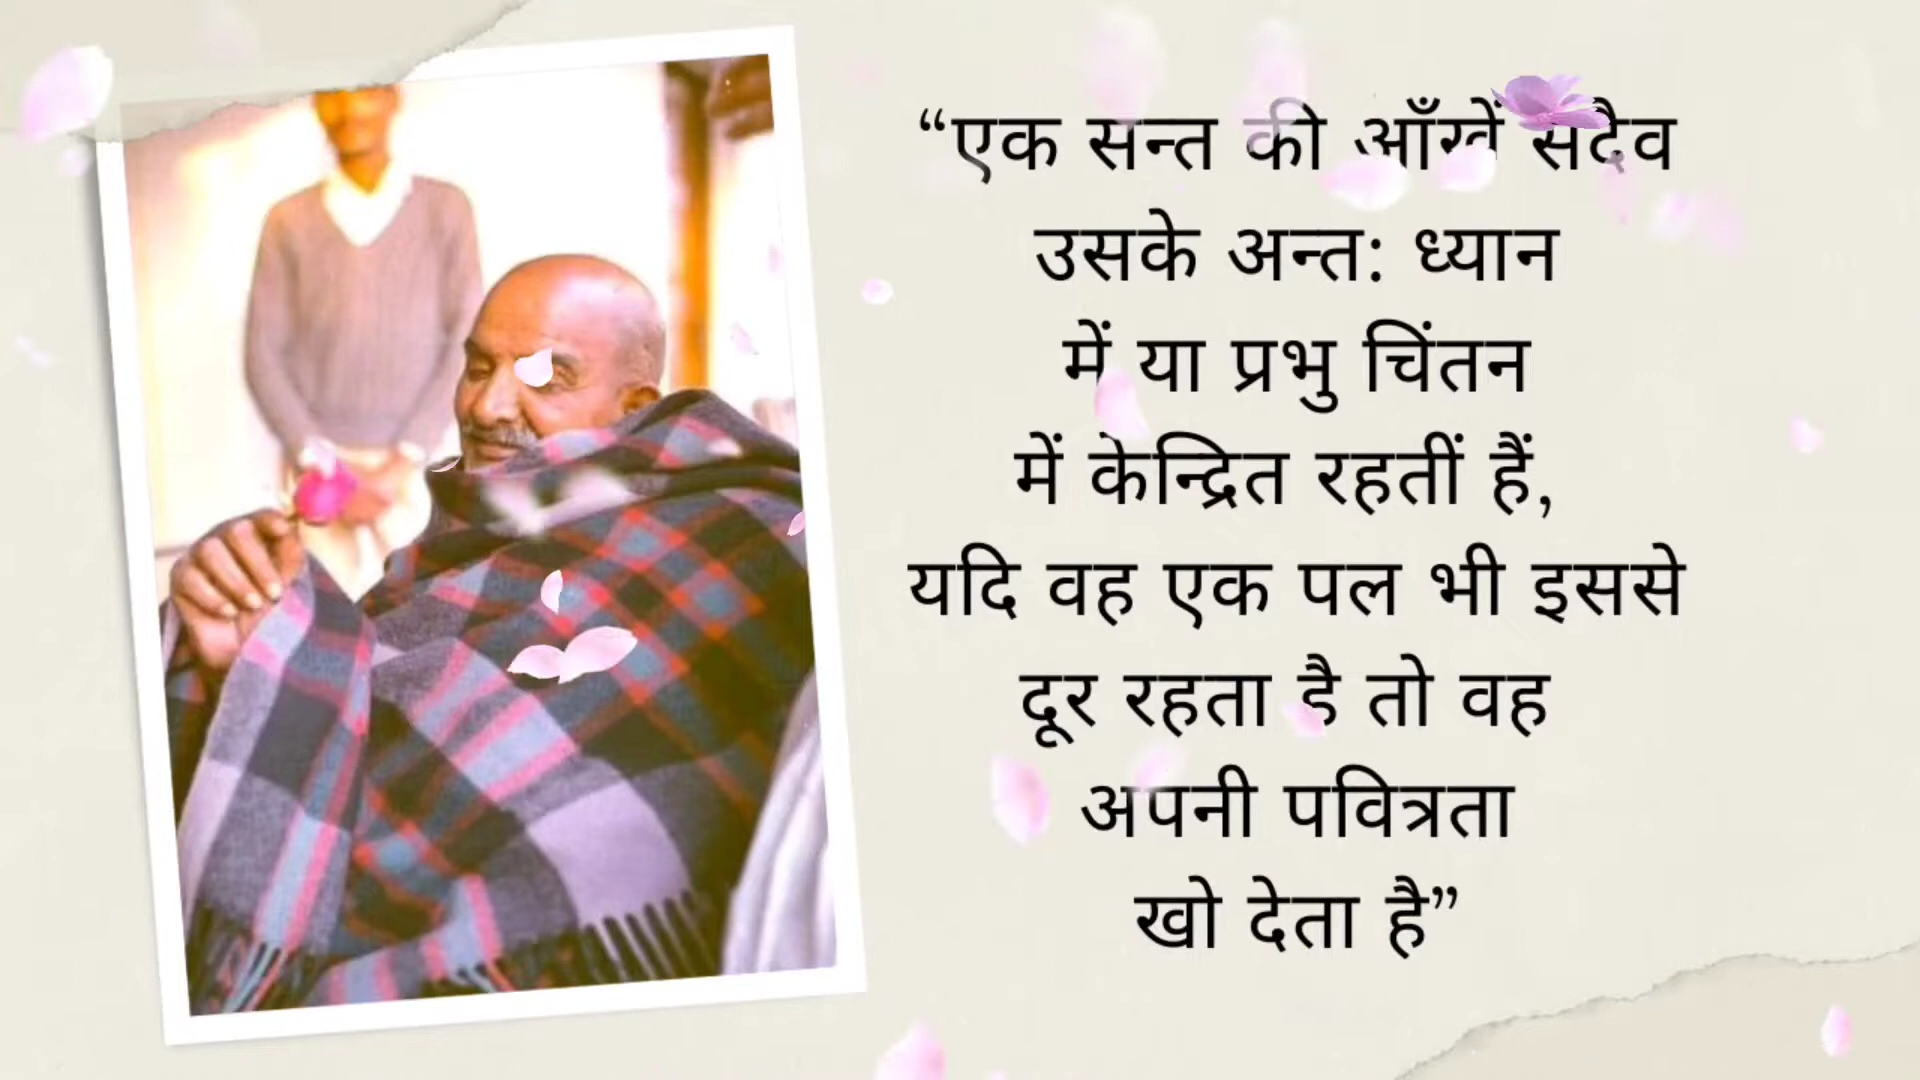 “एक सन्त की आँखें सदैव
उसके अन्त: ध्यान
में या प्रभु चिंतन
में केन्द्रित रहतीं हैं,
यदि वह एक पल भी इससे
दूर रहता है तो वह
अपनी पवित्रता
खो देता है”